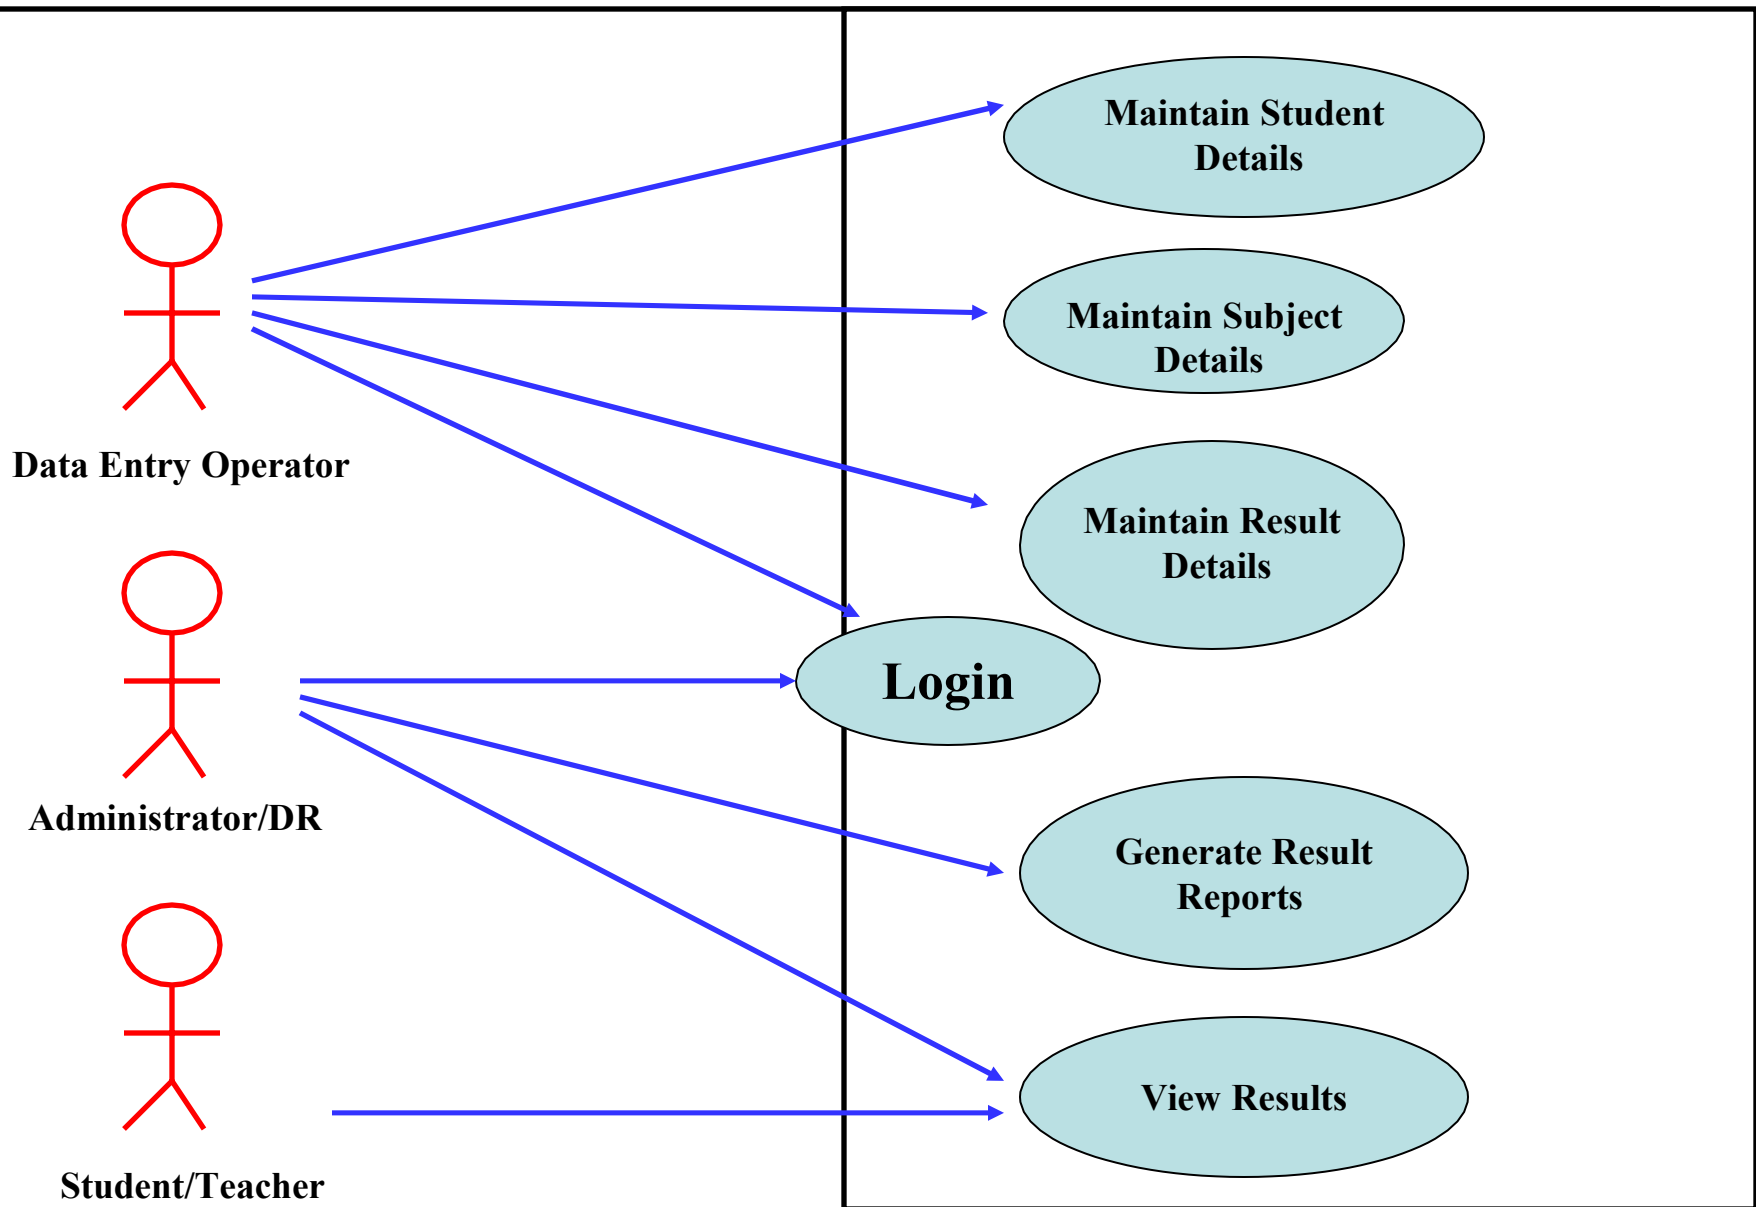 Maintain Student
Details
Maintain Subject
Details
Data Entry Operator
Maintain Result
Details
Login
Administrator/DR
Generate Result
Reports
View Results
Student/Teacher